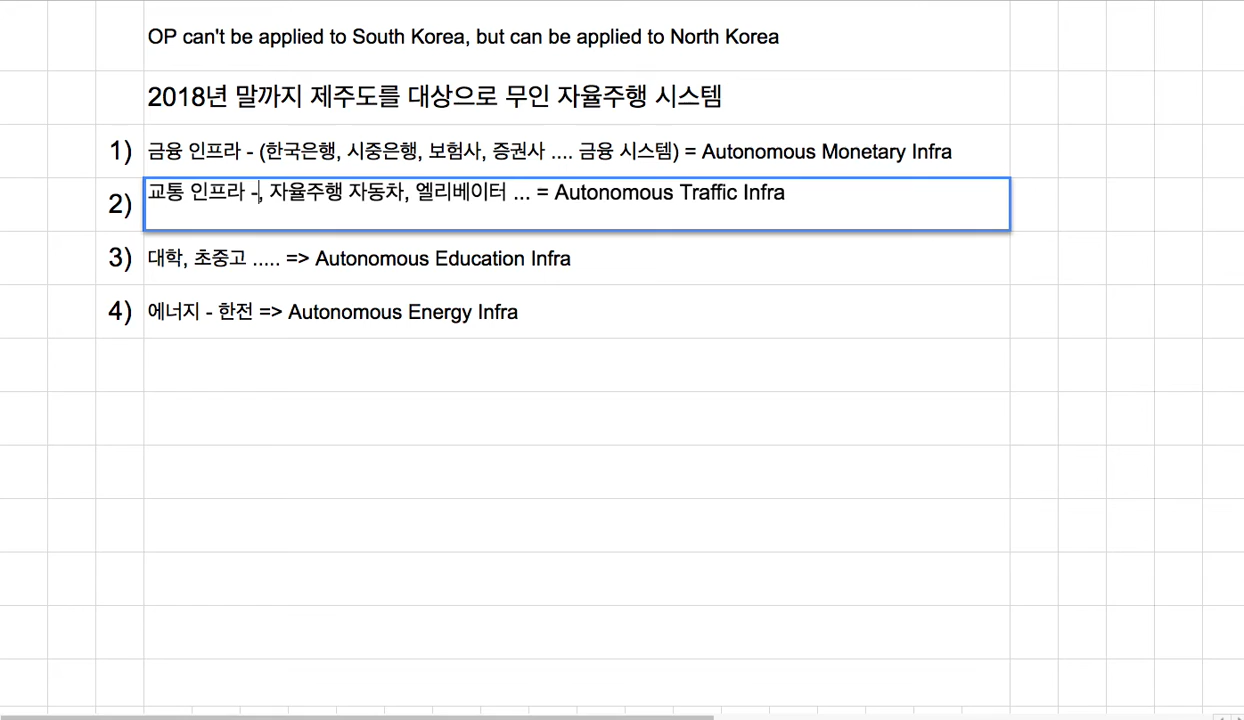 OP can't be applied to South Korea, but can be applied to North Korea
2018년 말까지 제주도를 대상으로 무인 자율주행 시스템
1) 금융 인프라 - (한국은행, 시중은행, 보험사, 증권사 .... 금융 시스템) = Autonomous Monetary Infra
2) 교통 인프라 -, 자율주행 자동차, 엘리베이터 ... = Autonomous Traffic Infra
3) 대학, 초중고 ..... => Autonomous Education Infra
4) 에너지 - 한전 => Autonomous Energy Infra